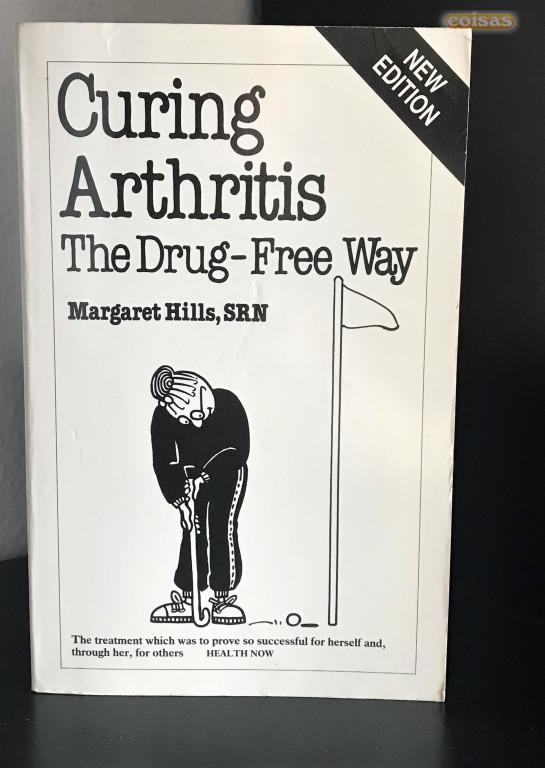 coisas
NEW
EDITION
Curing
Arthritis
The Drug-Free Way
Margaret Hills, SRN
The treatment which was to prove so successful for herself and,
through her, for others HEALTH NOW